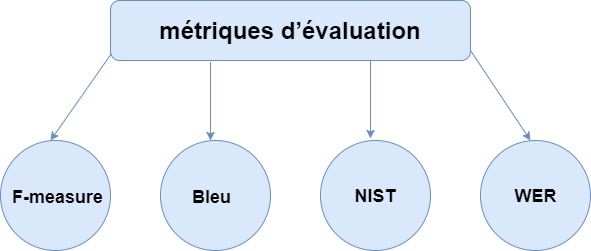 métriques d’évaluation
F-measure
Bleu
NIST
WER